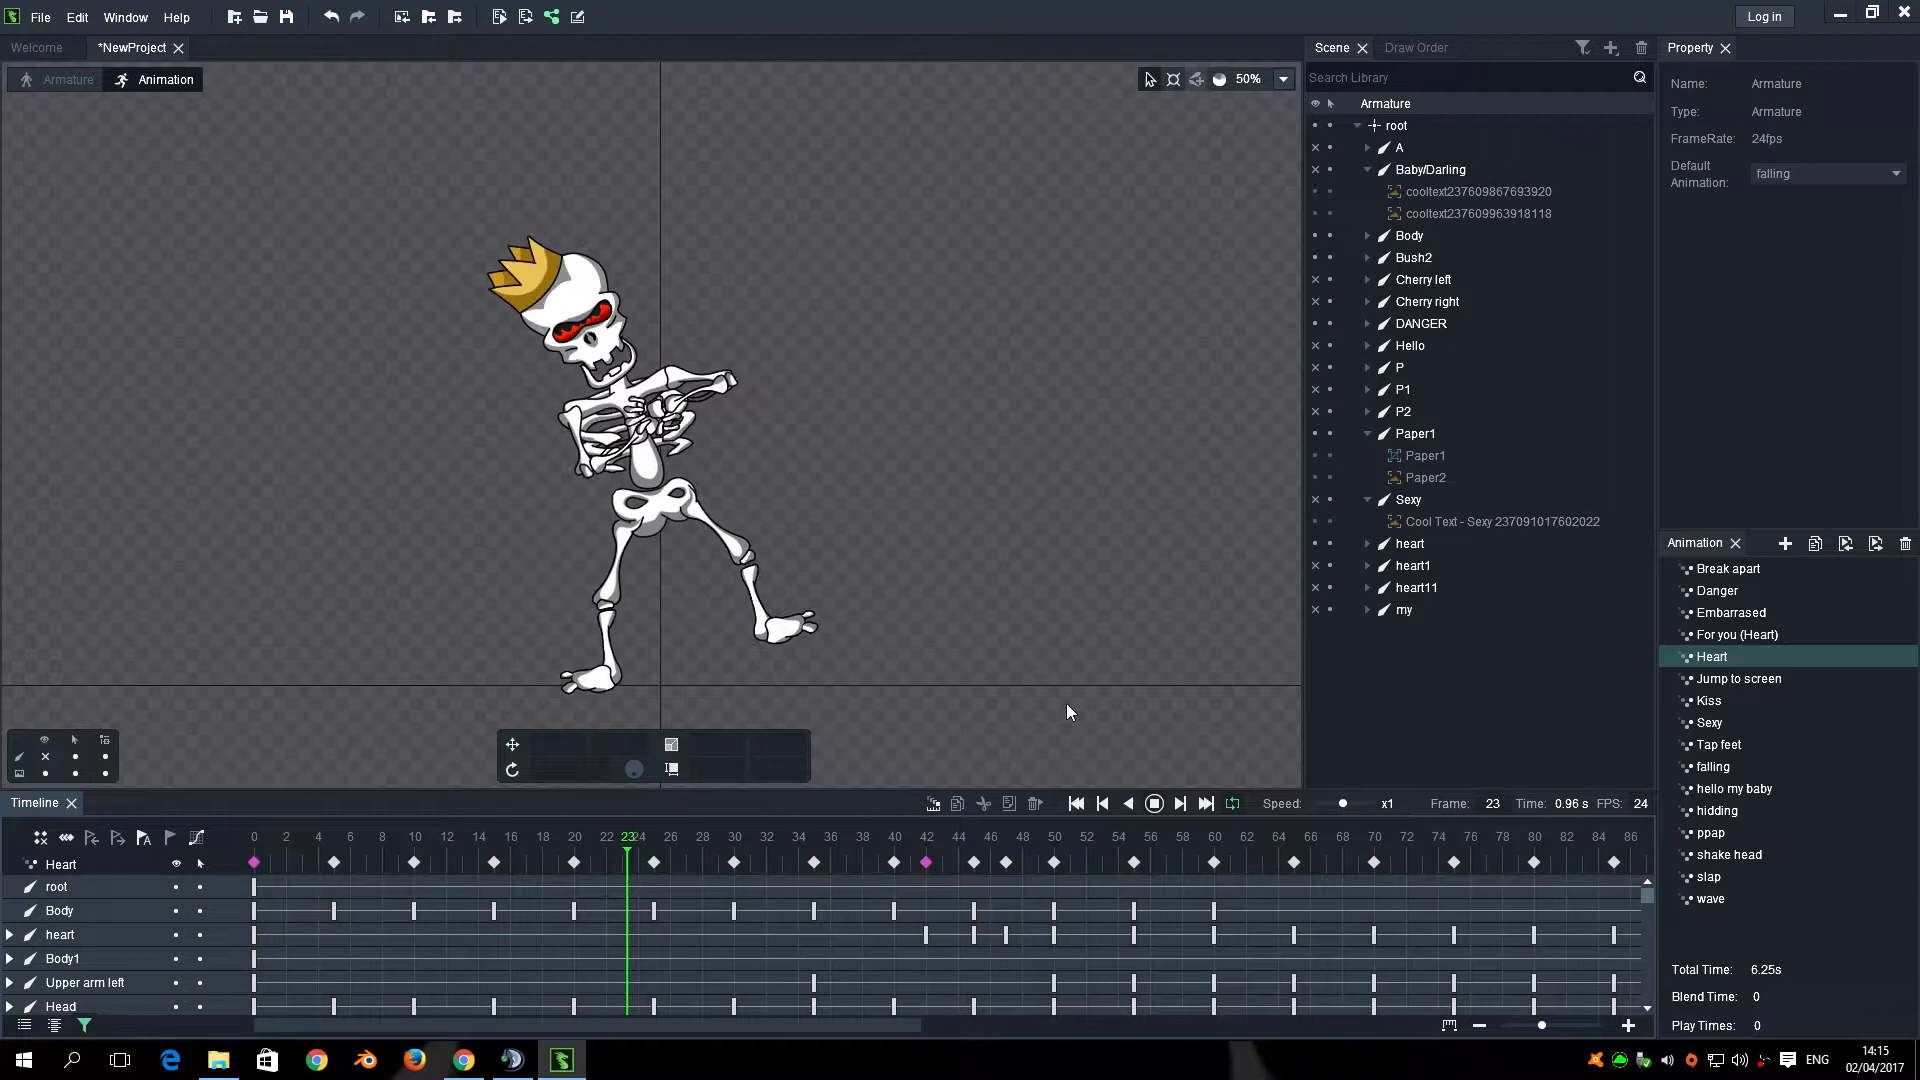 File Edit Window Help
Log in
Welcome *NewProject
Armature Animation
50%
Scene Draw Order
Search Library
Armature
root
A
Baby/Darling
cooltext237609867693920
cooltext237609963918118
Body
Bush2
Cherry left
Cherry right
DANGER
Hello
P
P1
P2
Paper1
Paper1
Paper2
Sexy
Cool Text - Sexy 237091017602022
heart
heart1
heart11
my
Property
Name: Armature
Type: Armature
FrameRate: 24fps
Default Animation: falling
Animation
Break apart
Danger
Embarrased
For you (Heart)
Heart
Jump to screen
Kiss
Sexy
Tap feet
falling
hello my baby
hidding
ppap
shake head
slap
wave
Total Time: 6.25s
Blend Time: 0
Play Times: 0
Timeline
Speed: x1 Frame: 23 Time: 0.96 s FPS: 24
0 2 4 6 8 10 12 14 16 18 20 22 23 24 26 28 30 32 34 36 38 40 42 44 46 48 50 52 54 56 58 60 62 64 66 68 70 72 74 76 78 80 82 84 86
Heart
root
Body
heart
Body1
Upper arm left
Head
ENG
14:15
02/04/2017